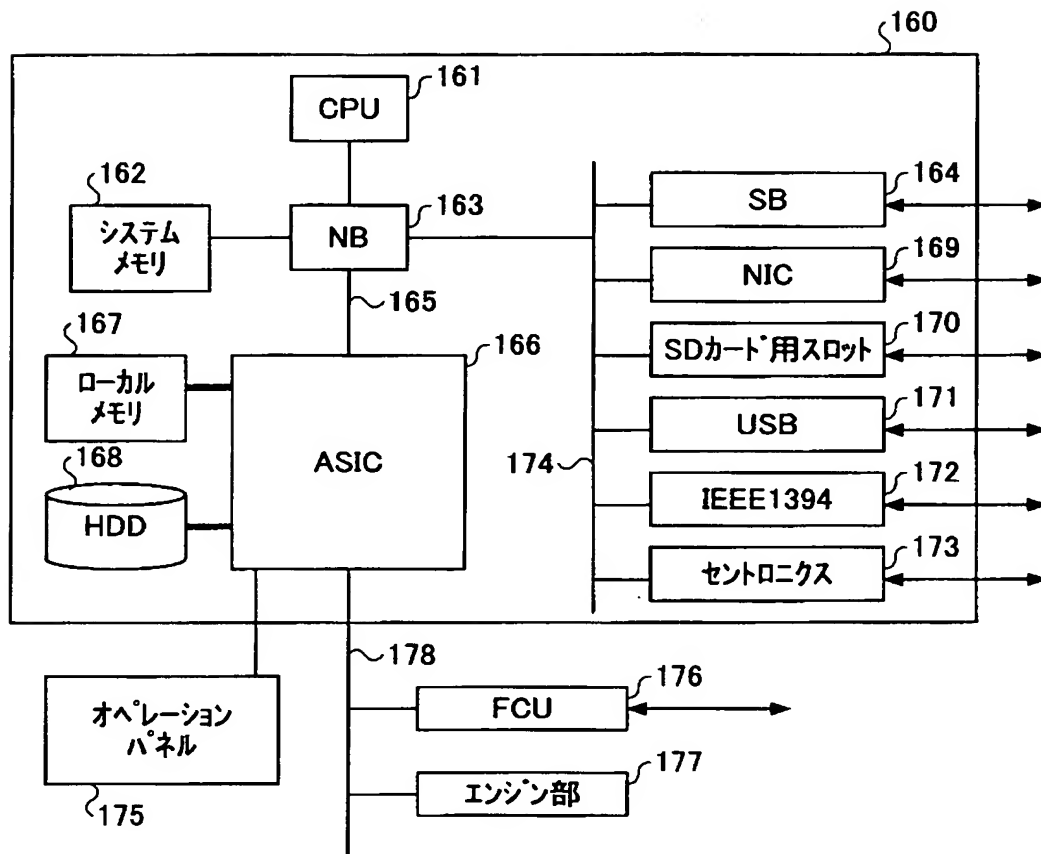 160
161
CPU
162
システム
メモリ
163
NB
164
SB
169
NIC
165
167
ローカル
メモリ
166
ASIC
170
SDカード用スロット
171
USB
168
HDD
174
172
IEEE1394
173
セントロニクス
178
175
オペレーション
パネル
176
FCU
177
エンジン部